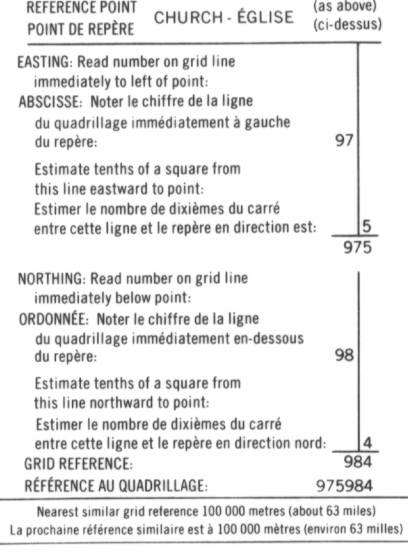 REFERENCE POINT CHURCH - ÉGLISE (as above)
POINT DE REPÈRE (ci-dessus)
EASTING: Read number on grid line
immediately to left of point:
ABSCISSE: Noter le chiffre de la ligne
du quadrillage immédiatement à gauche
du repère: 97
Estimate tenths of a square from
this line eastward to point:
Estimer le nombre de dixièmes du carré
entre cette ligne et le repère en direction est: 5
975
NORTHING: Read number on grid line
immediately below point:
ORDONNÉE: Noter le chiffre de la ligne
du quadrillage immédiatement en-dessous
du repère: 98
Estimate tenths of a square from
this line northward to point:
Estimer le nombre de dixièmes du carré
entre cette ligne et le repère en direction nord: 4
GRID REFERENCE: 984
RÉFÉRENCE AU QUADRILLAGE: 975984
Nearest similar grid reference 100 000 metres (about 63 miles)
La prochaine référence similaire est à 100 000 mètres (environ 63 milles)